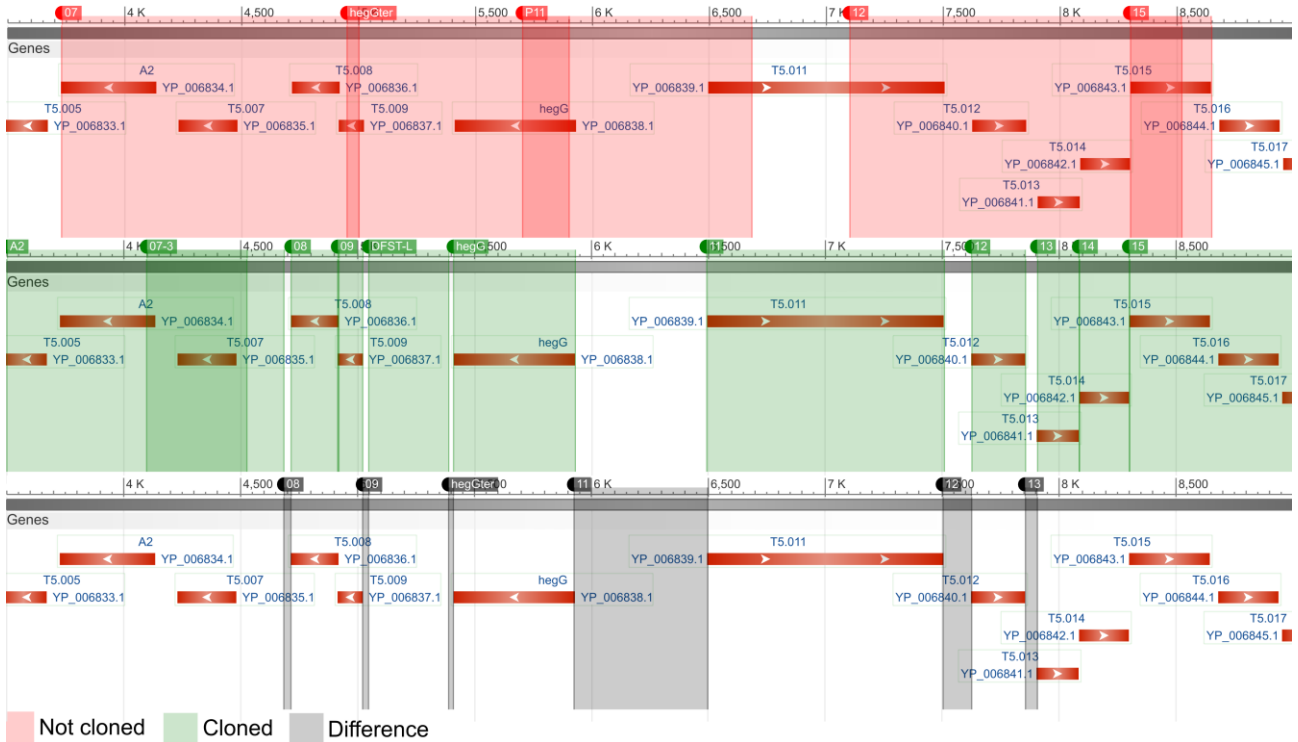 07 4 K 4,500 hegGter 5,500 P11 6 K 6,500 7 K 12 7,500 8 K 15 8,500
Genes
A2 T5.008 T5.011 T5.015
YP_006834.1 YP_006836.1 YP_006839.1 YP_006843.1
T5.005 T5.007 T5.009 hegG T5.012 T5.016
YP_006833.1 YP_006835.1 YP_006837.1 YP_006838.1 YP_006840.1 YP_006844.1
T5.014 T5.017
YP_006842.1 YP_006845.1
T5.013
YP_006841.1
A2 4 K 07-3 4,500 08 09 DFST-L hegG 500 6 K 11 500 7 K 12 13 8 14 15 8,500
Genes
A2 T5.008 T5.011 T5.015
YP_006834.1 YP_006836.1 YP_006839.1 YP_006843.1
T5.005 T5.007 T5.009 hegG T5.012 T5.016
YP_006833.1 YP_006835.1 YP_006837.1 YP_006838.1 YP_006840.1 YP_006844.1
T5.014 T5.017
YP_006842.1 YP_006845.1
T5.013
YP_006841.1
4 K 4,500 08 09 hegGter 11 6 K 6,500 7 K 12 13 8 K 8,500
Genes
A2 T5.008 T5.011 T5.015
YP_006834.1 YP_006836.1 YP_006839.1 YP_006843.1
T5.005 T5.007 T5.009 hegG T5.012 T5.016
YP_006833.1 YP_006835.1 YP_006837.1 YP_006838.1 YP_006840.1 YP_006844.1
T5.014 T5.017
YP_006842.1 YP_006845.1
T5.013
YP_006841.1
Not cloned Cloned Difference